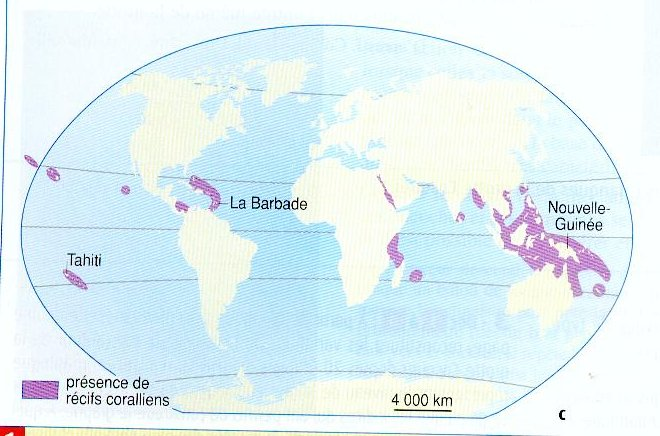 La Barbade
Nouvelle-
Guinée
Tahiti
présence de
récifs coralliens
4 000 km
c